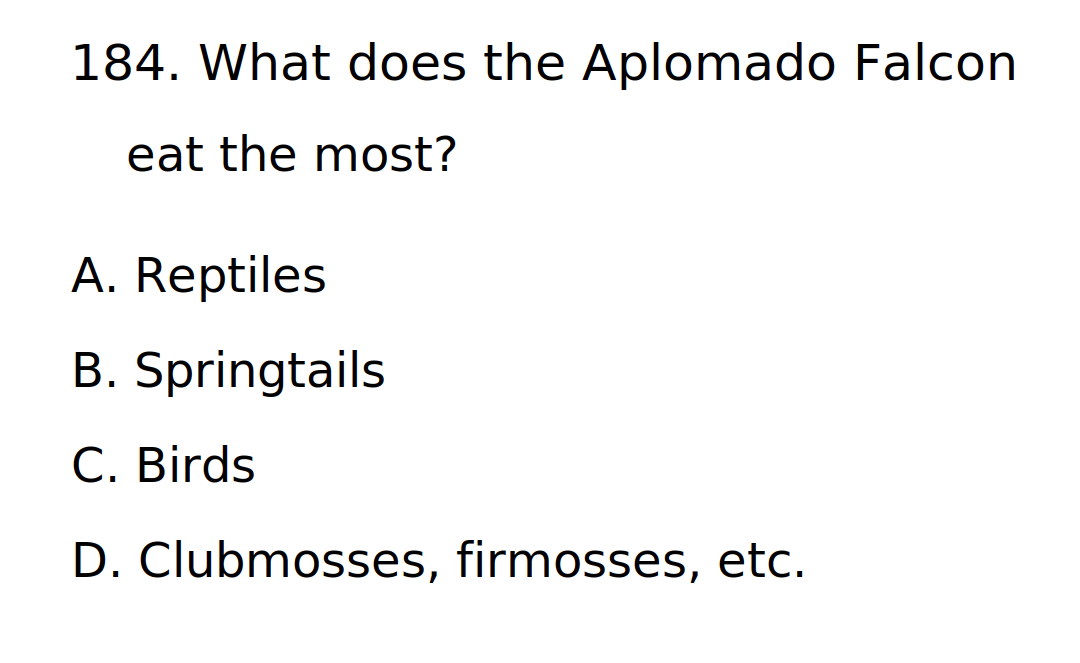 184. What does the Aplomado Falcon
eat the most?
A. Reptiles
B. Springtails
C. Birds
D. Clubmosses, firmosses, etc.